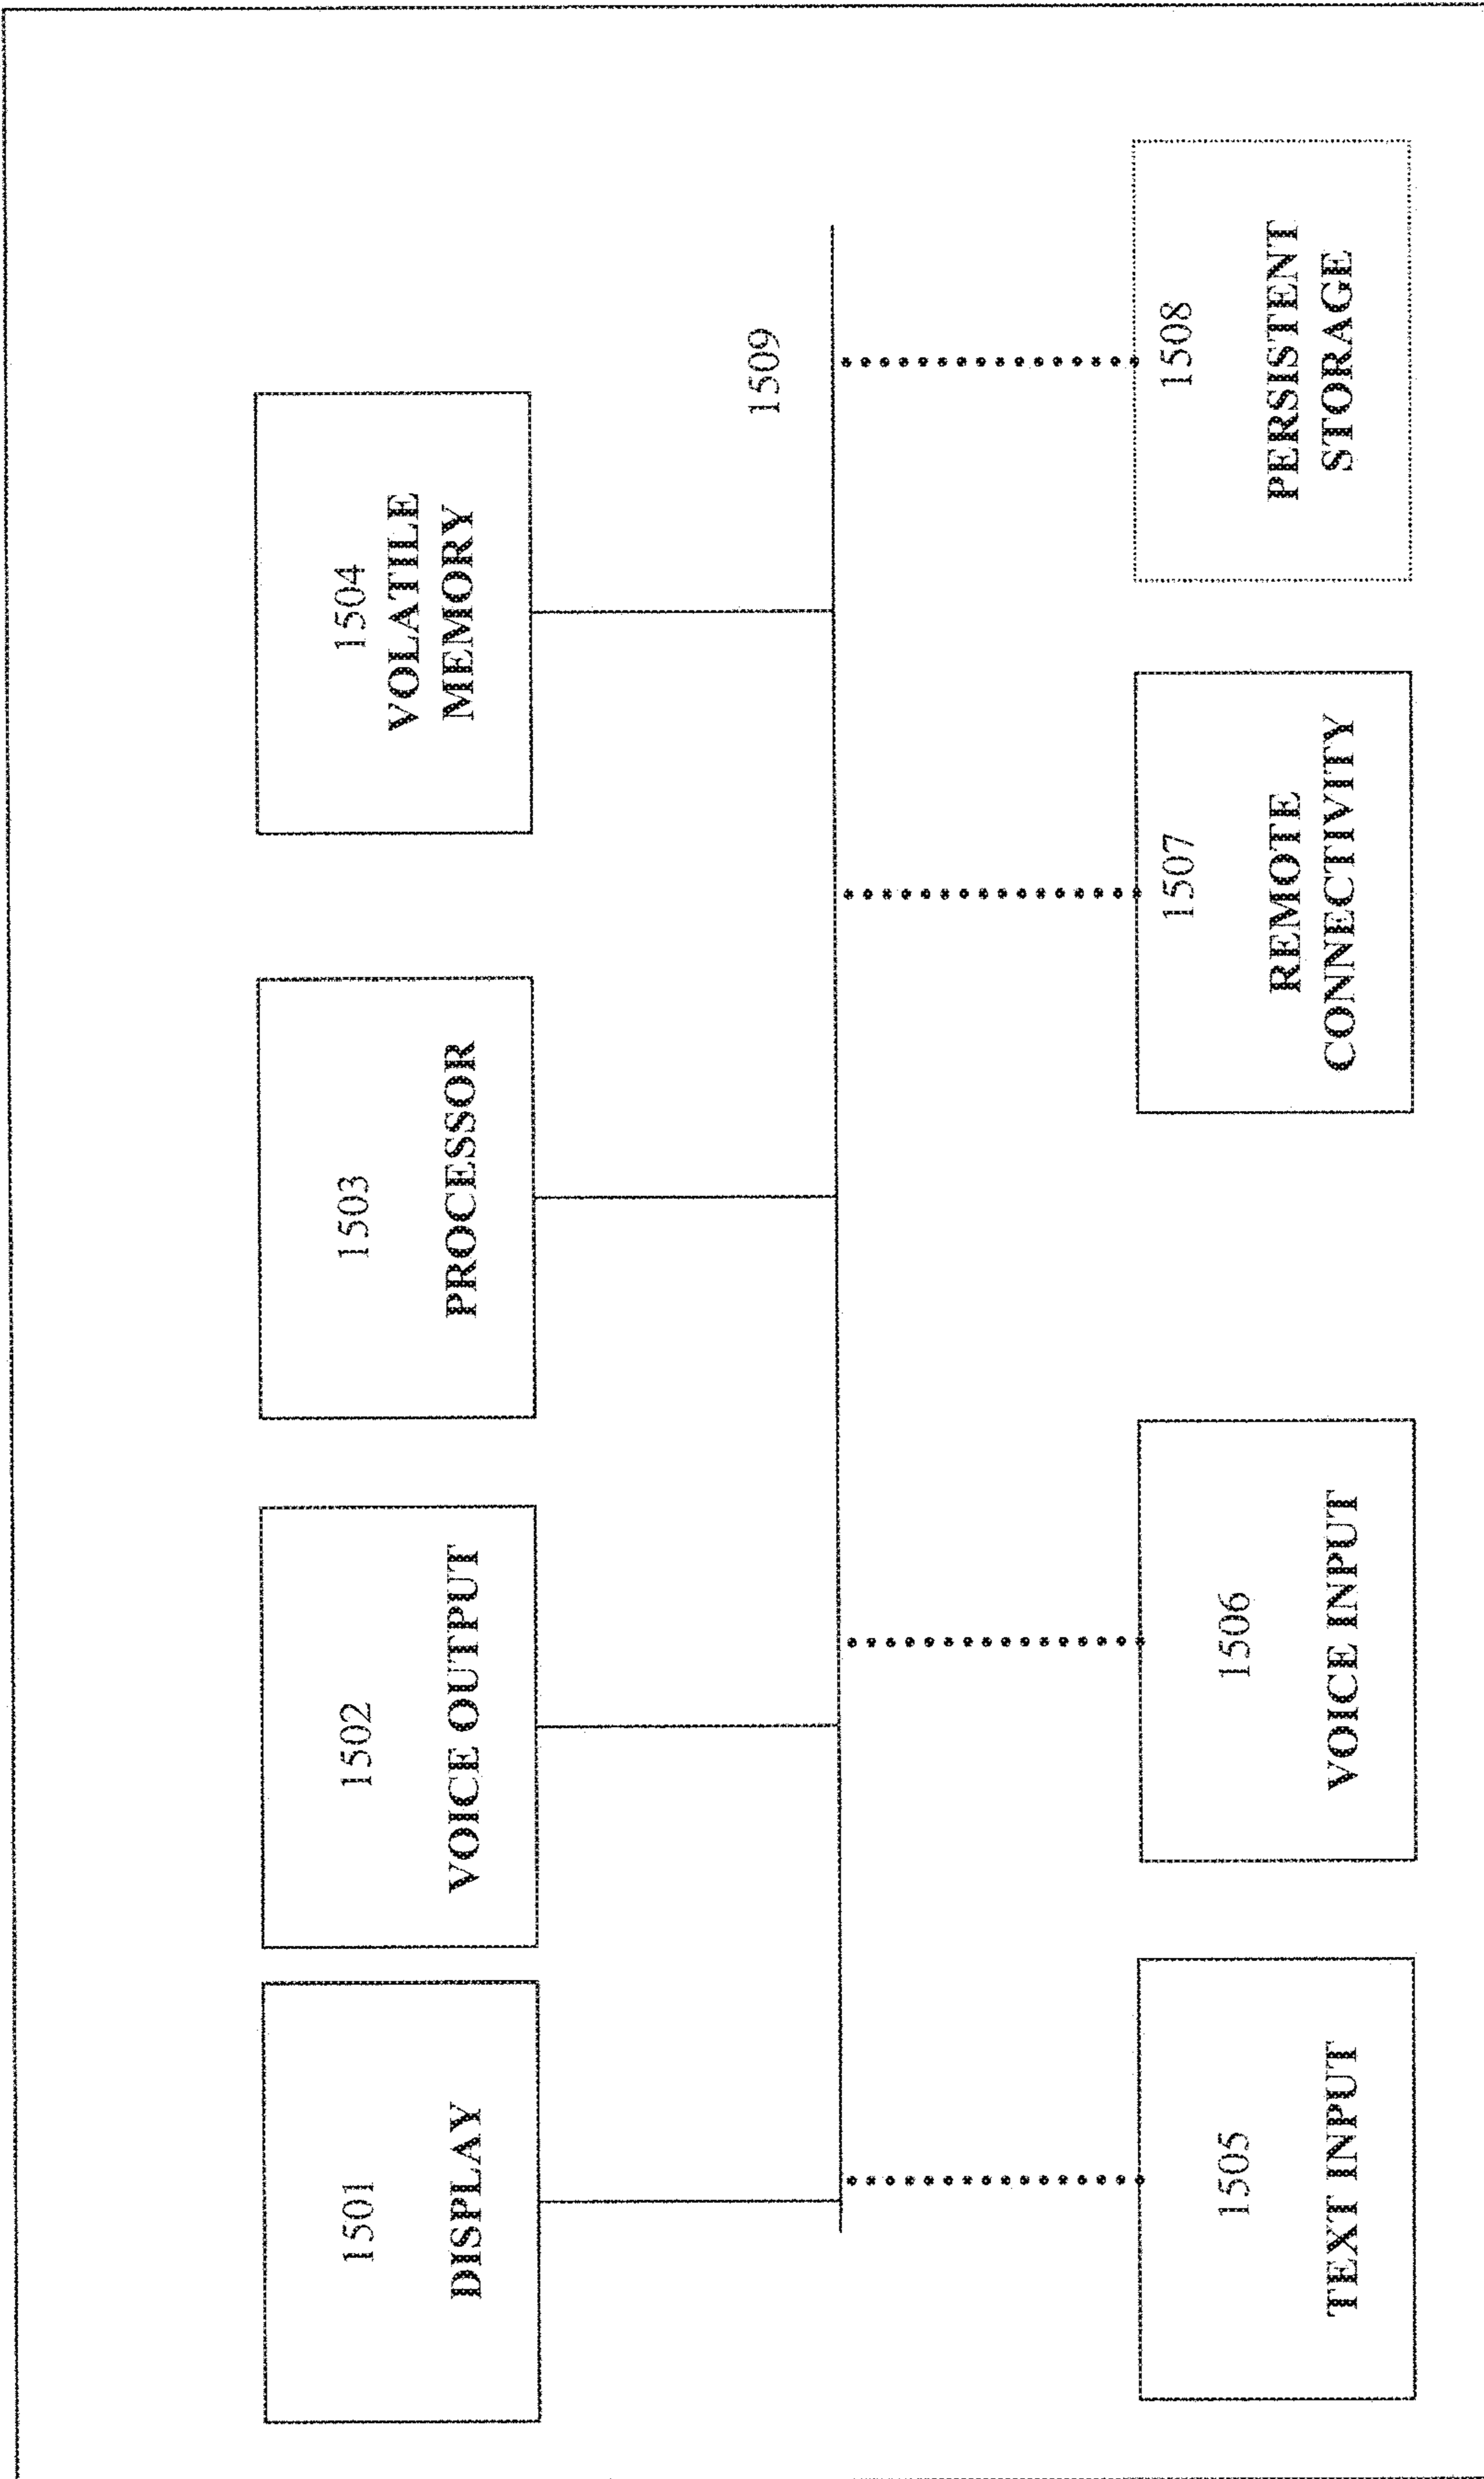 1501
DISPLAY
1502
VOICE OUTPUT
1503
PROCESSOR
1504
VOLATILE
MEMORY
1509
1505
TEXT INPUT
1506
VOICE INPUT
1507
REMOTE
CONNECTIVITY
1508
PERSISTENT
STORAGE